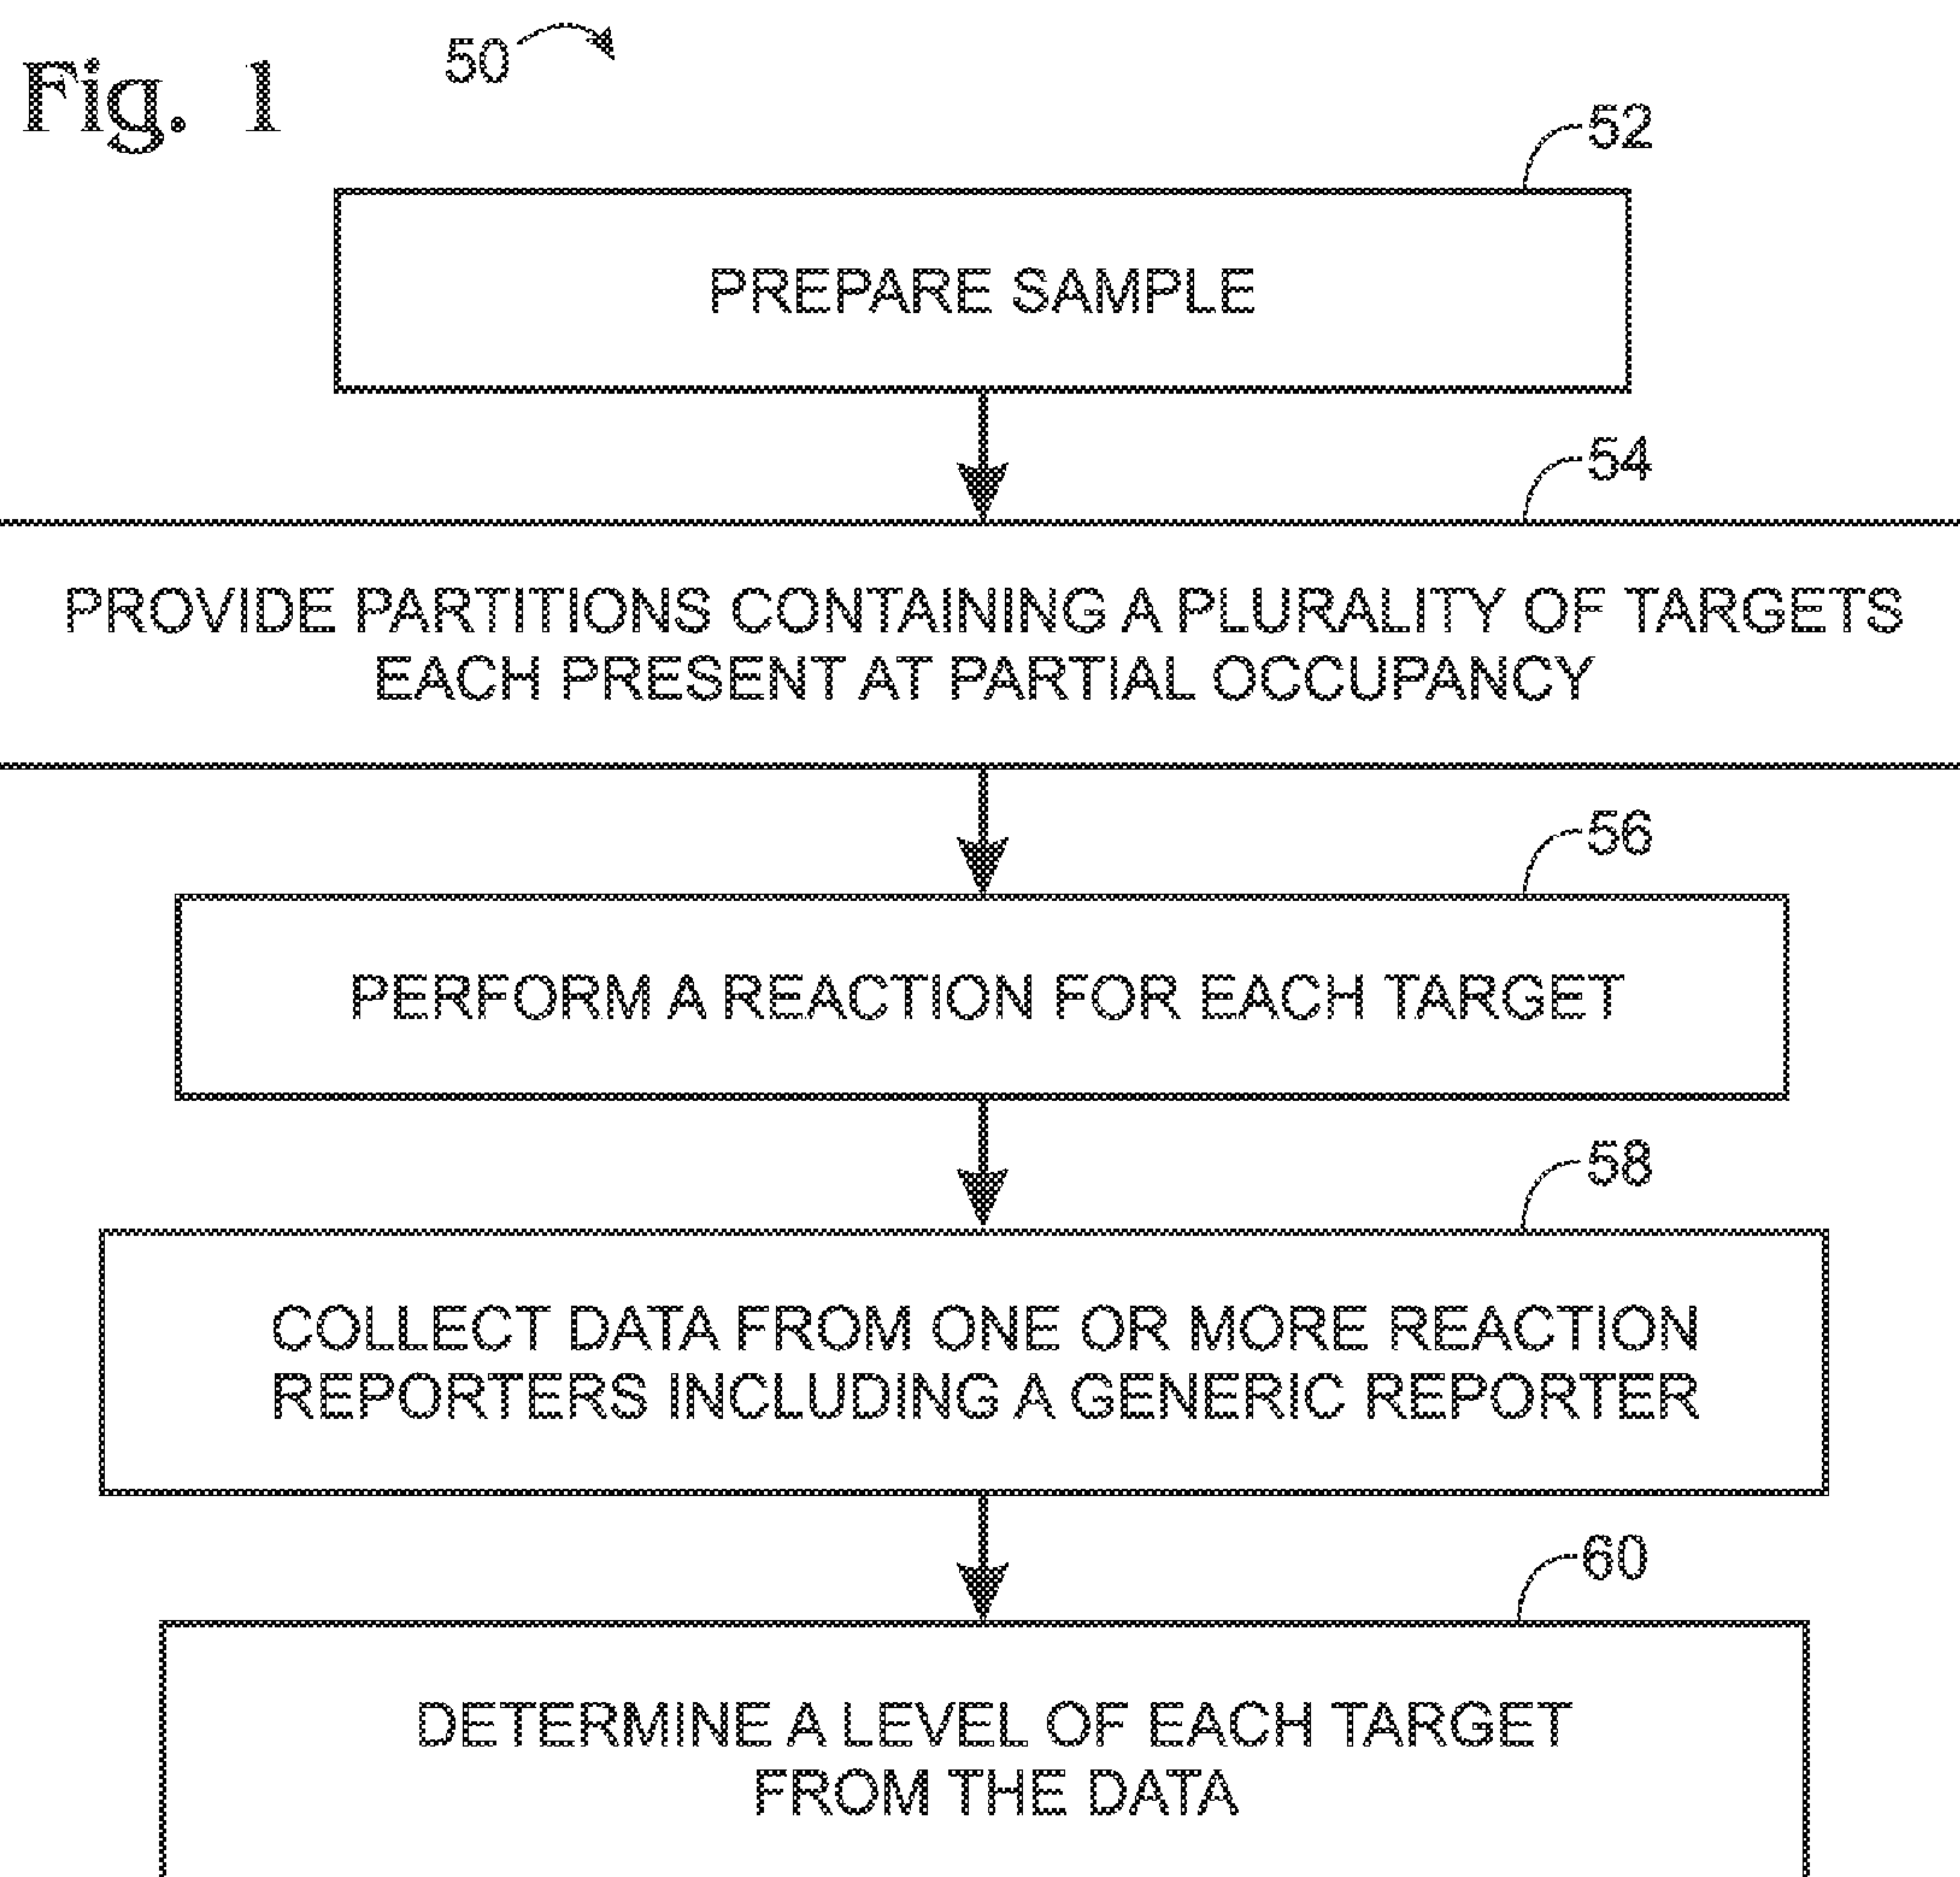 Fig. 1
50
52
PREPARE SAMPLE
54
PROVIDE PARTITIONS CONTAINING A PLURALITY OF TARGETS
EACH PRESENT AT PARTIAL OCCUPANCY
56
PERFORM A REACTION FOR EACH TARGET
58
COLLECT DATA FROM ONE OR MORE REACTION
REPORTERS INCLUDING A GENERIC REPORTER
60
DETERMINE A LEVEL OF EACH TARGET
FROM THE DATA